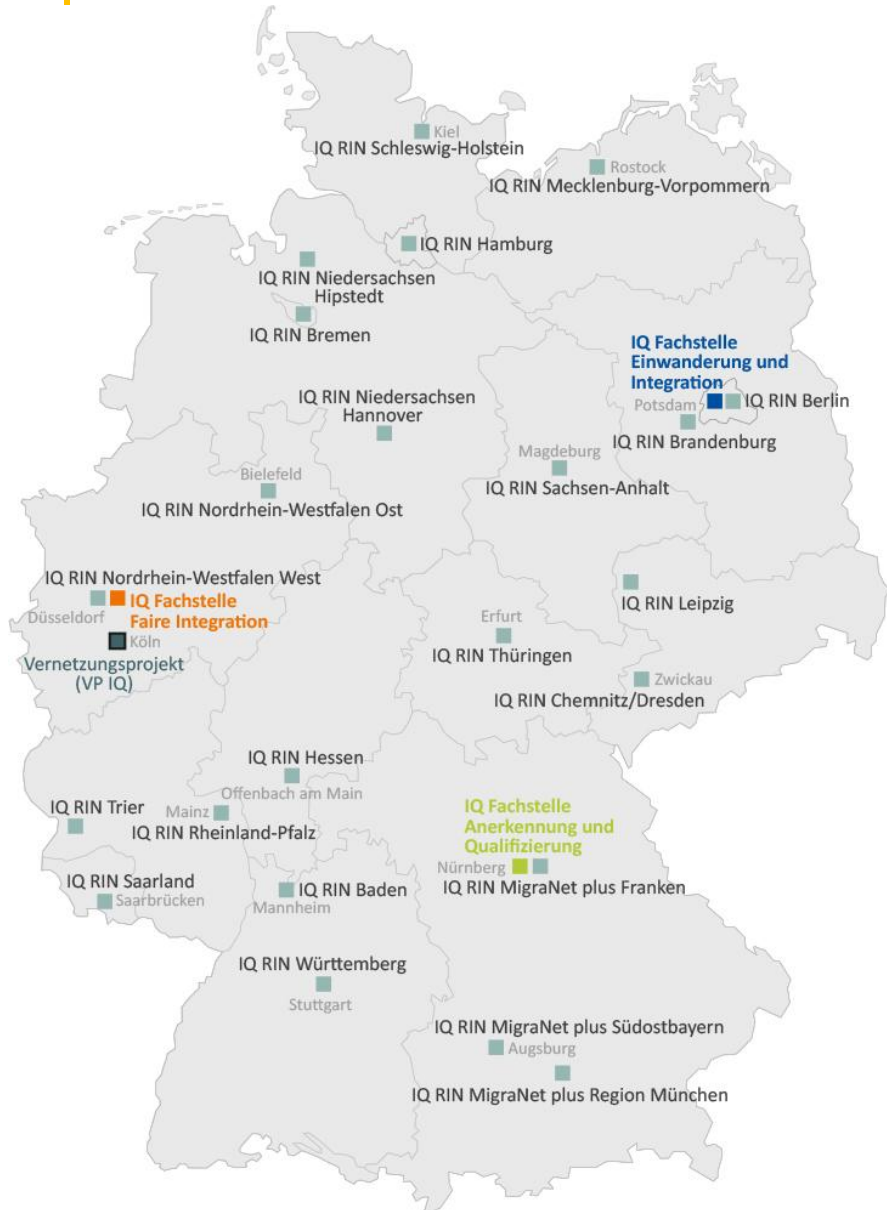 Kiel
IQ RIN Schleswig-Holstein
Rostock
IQ RIN Mecklenburg-Vorpommern
IQ RIN Hamburg
IQ RIN Niedersachsen
Hipstedt
IQ RIN Bremen
IQ Fachstelle
Einwanderung und
Integration
IQ RIN Niedersachsen
Hannover
Potsdam
IQ RIN Berlin
IQ RIN Brandenburg
Magdeburg
IQ RIN Sachsen-Anhalt
Bielefeld
IQ RIN Nordrhein-Westfalen Ost
IQ RIN Nordrhein-Westfalen West
IQ Fachstelle
Faire Integration
Düsseldorf
Köln
Vernetzungsprojekt
(VP IQ)
IQ RIN Leipzig
Erfurt
IQ RIN Thüringen
Zwickau
IQ RIN Chemnitz/Dresden
IQ RIN Hessen
Offenbach am Main
IQ RIN Trier
Mainz
IQ RIN Rheinland-Pfalz
IQ Fachstelle
Anerkennung und
Qualifizierung
Nürnberg
IQ RIN MigraNet plus Franken
IQ RIN Saarland
Saarbrücken
IQ RIN Baden
Mannheim
IQ RIN Württemberg
Stuttgart
IQ RIN MigraNet plus Südostbayern
Augsburg
IQ RIN MigraNet plus Region München